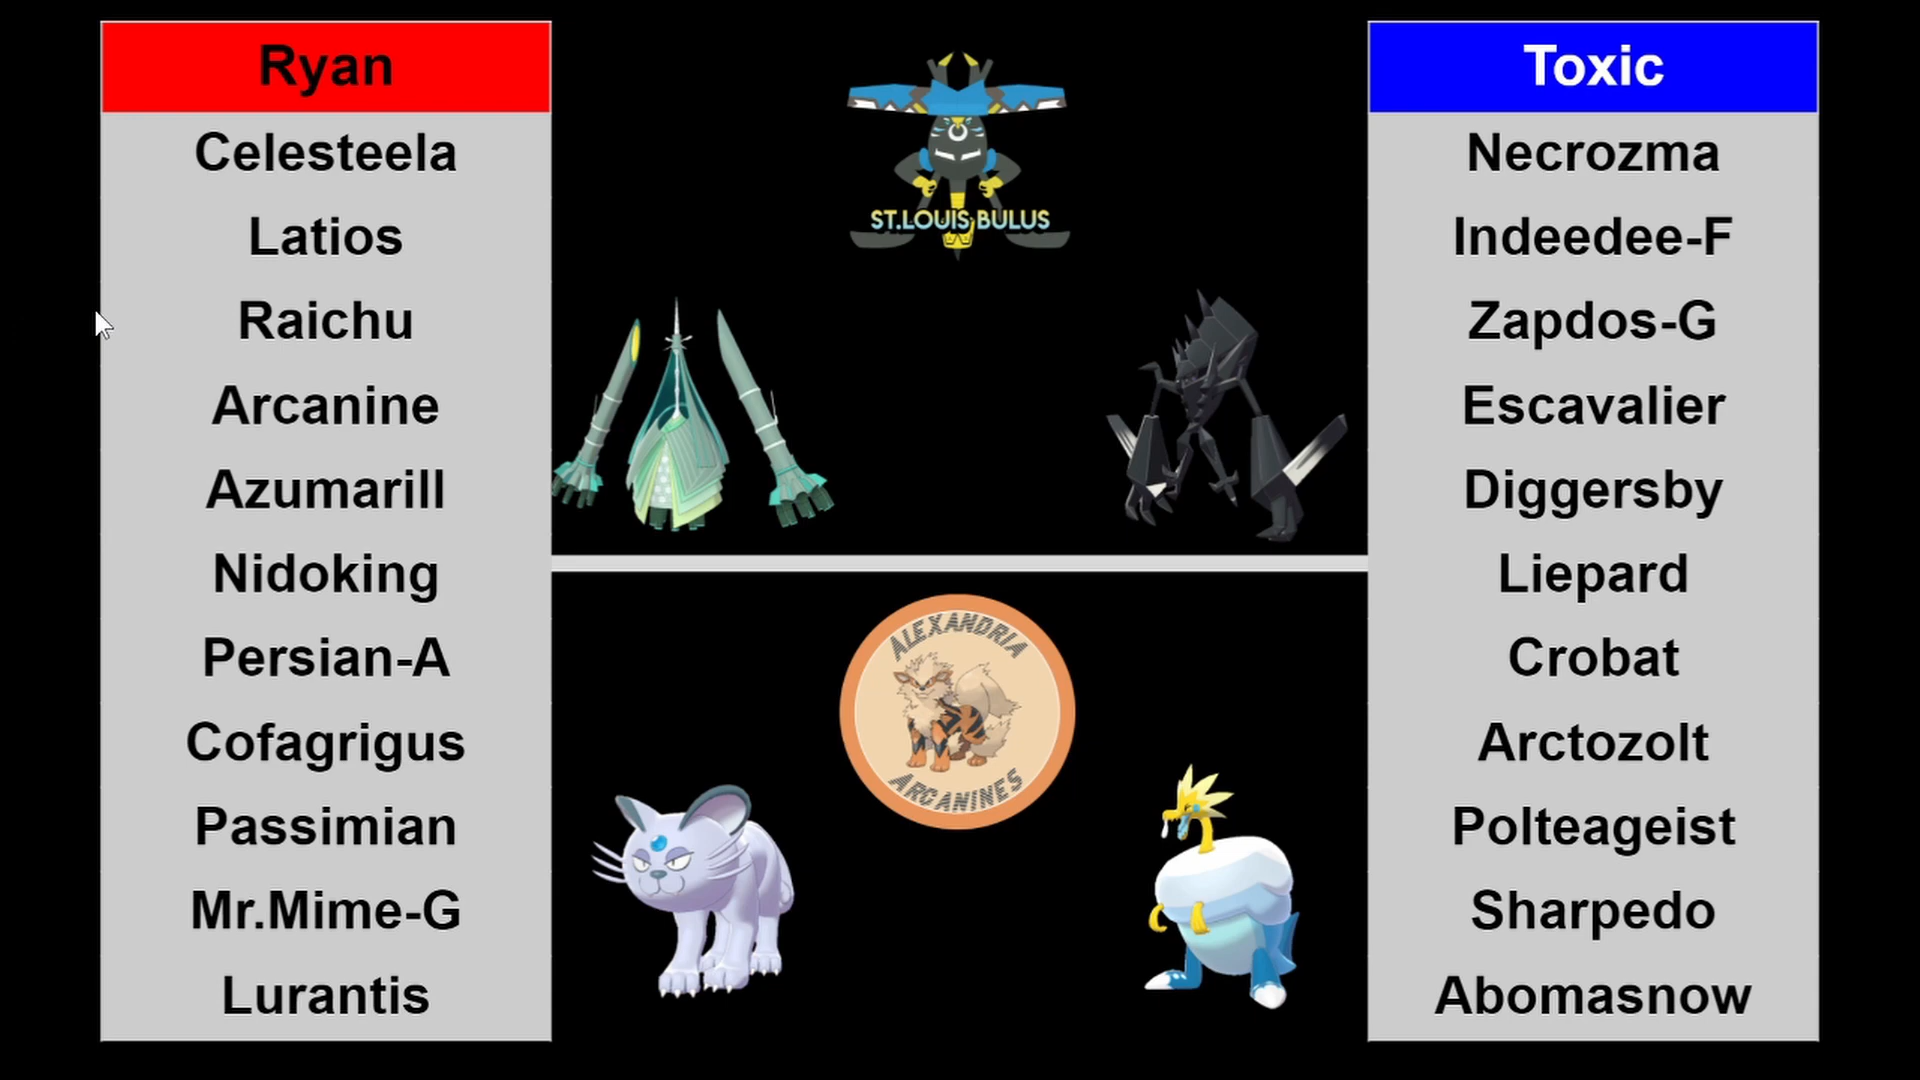 Ryan
Celesteela
Latios
Raichu
Arcanine
Azumarill
Nidoking
Persian-A
Cofagrigus
Passimian
Mr.Mime-G
Lurantis
ST.LOUIS BULUS
ALEXANDRIA
ARCANINES
Toxic
Necrozma
Indeedee-F
Zapdos-G
Escavalier
Diggersby
Liepard
Crobat
Arctozolt
Polteageist
Sharpedo
Abomasnow